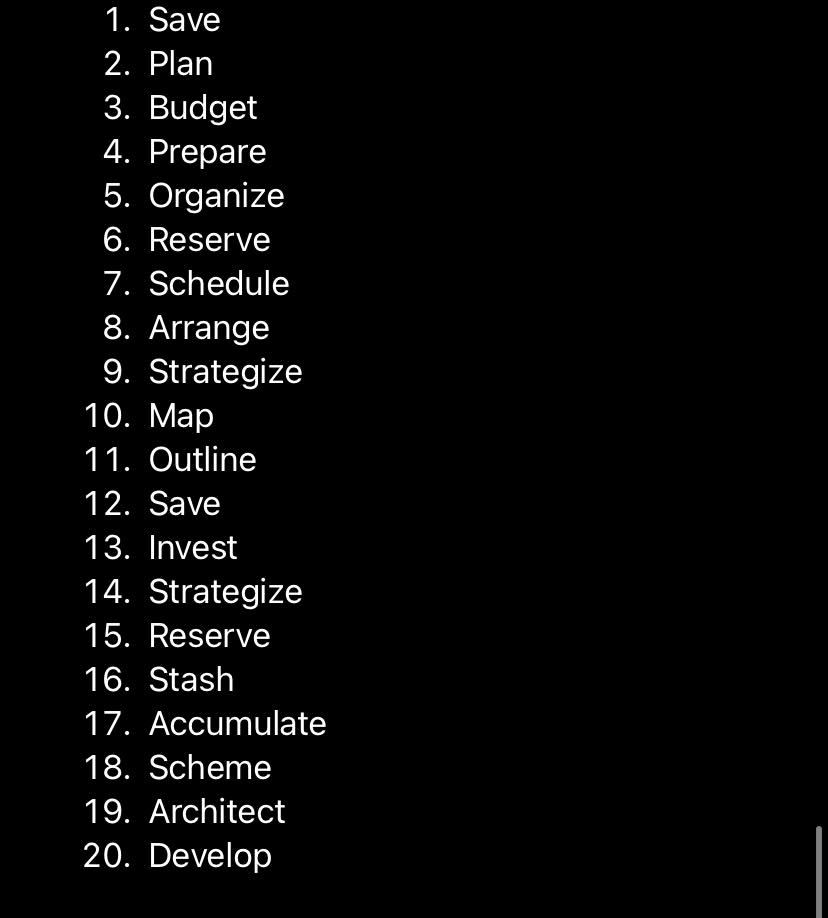 1. Save
2. Plan
3. Budget
4. Prepare
5. Organize
6. Reserve
7. Schedule
8. Arrange
9. Strategize
10. Map
11. Outline
12. Save
13. Invest
14. Strategize
15. Reserve
16. Stash
17. Accumulate
18. Scheme
19. Architect
20. Develop